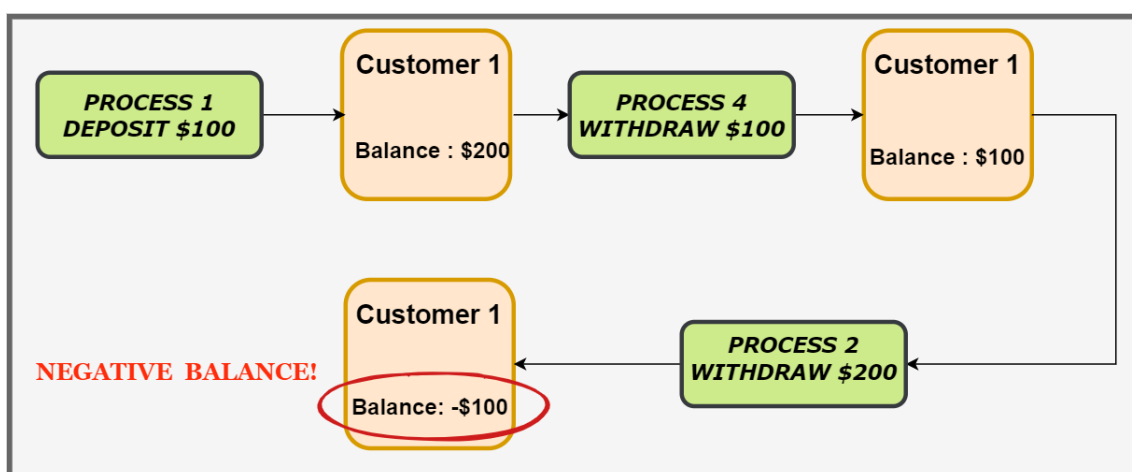 PROCESS 1
DEPOSIT $100
Customer 1
Balance : $200
PROCESS 4
WITHDRAW $100
Customer 1
Balance : $100
PROCESS 2
WITHDRAW $200
Customer 1
Balance: -$100
NEGATIVE BALANCE!